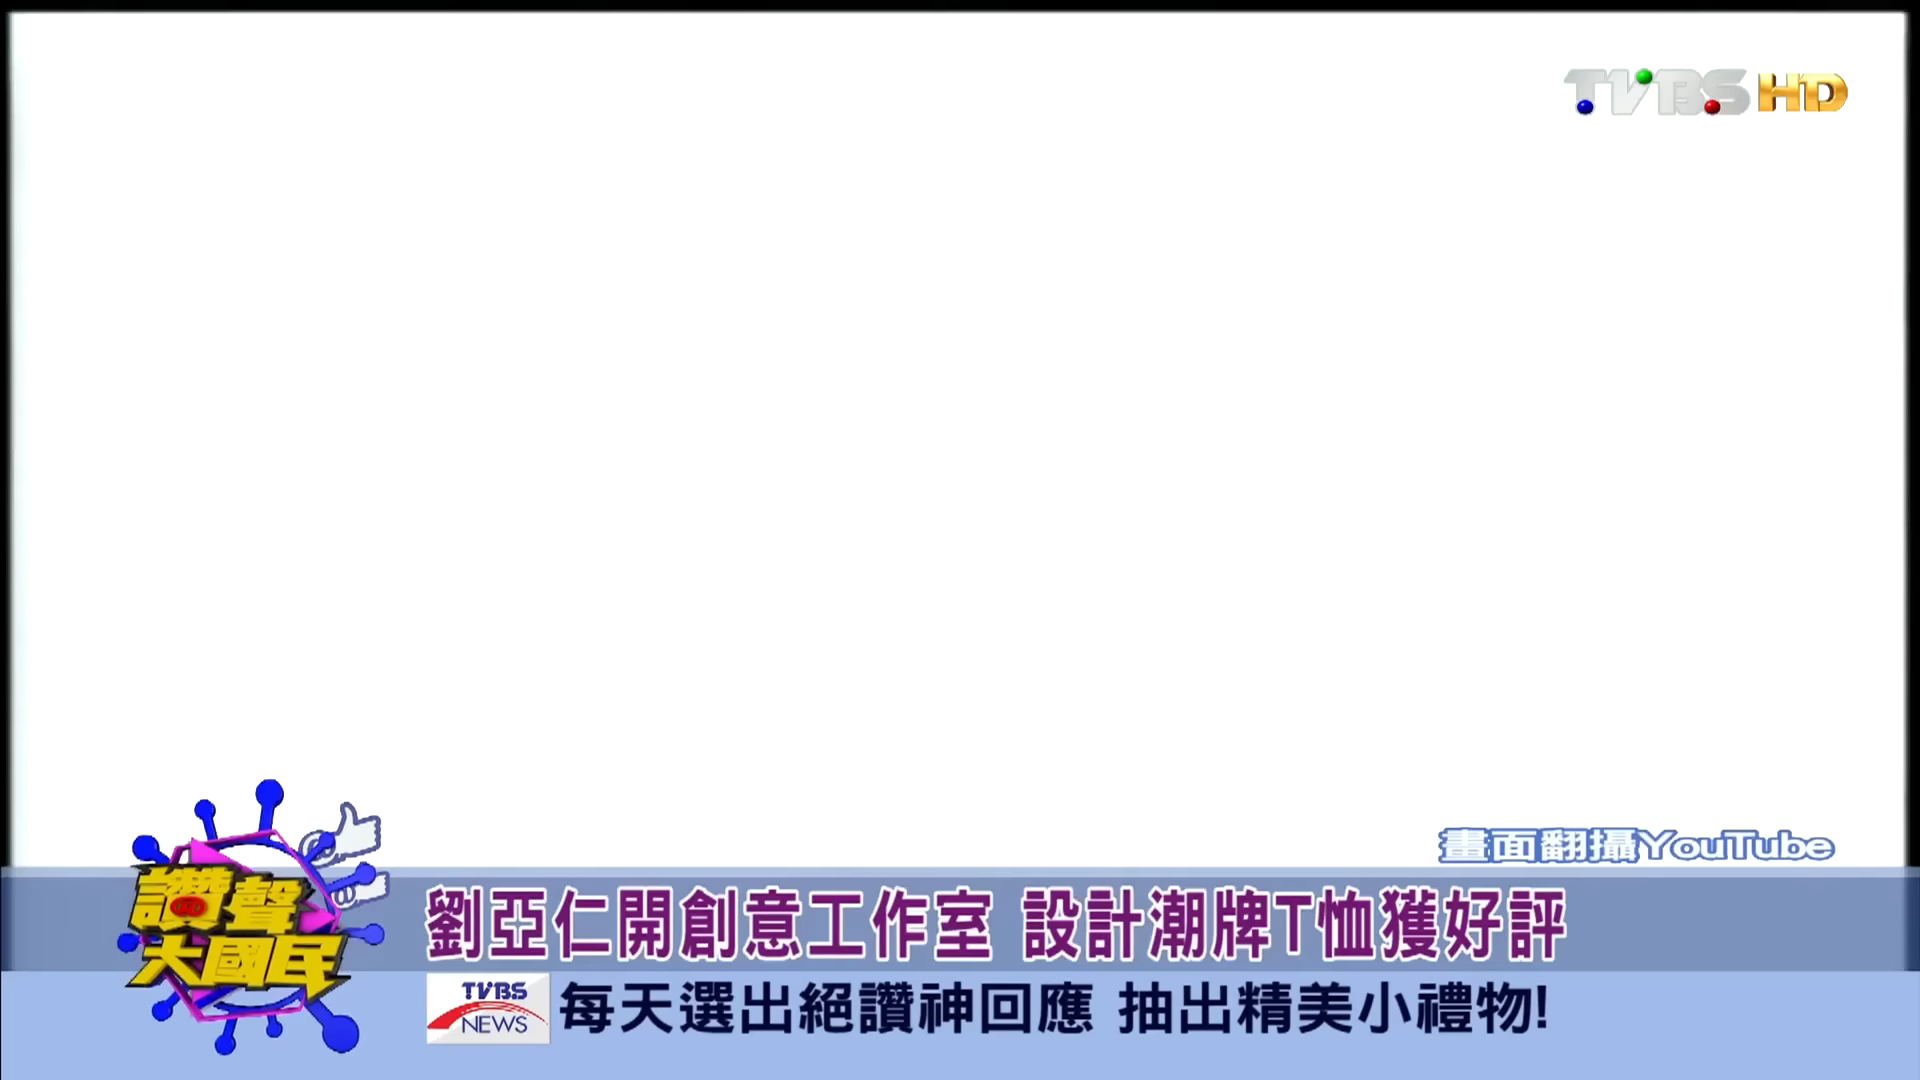 TVBS HD
畫面翻攝YouTube
讚聲
大國民
劉亞仁開創意工作室 設計潮牌T恤獲好評
TVBS
NEWS
每天選出絕讚神回應 抽出精美小禮物!